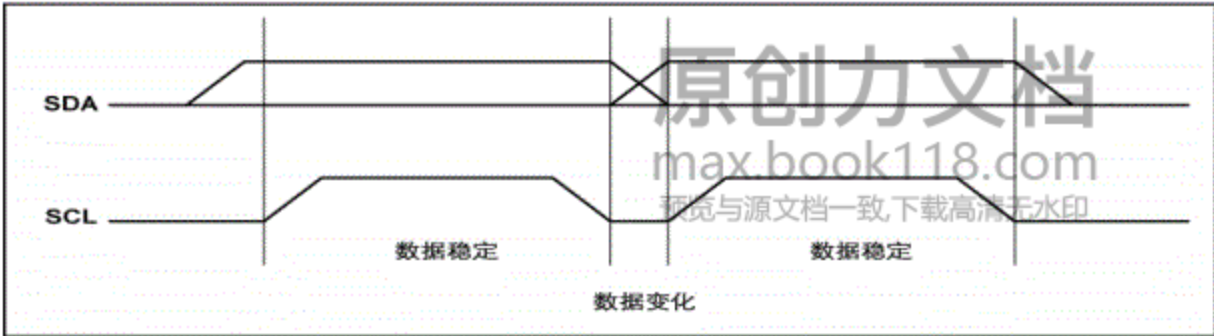 原创力文档
SDA
max.book118.com
预览与源文档一致,下载高清无水印
SCL
数据稳定 数据稳定
数据变化